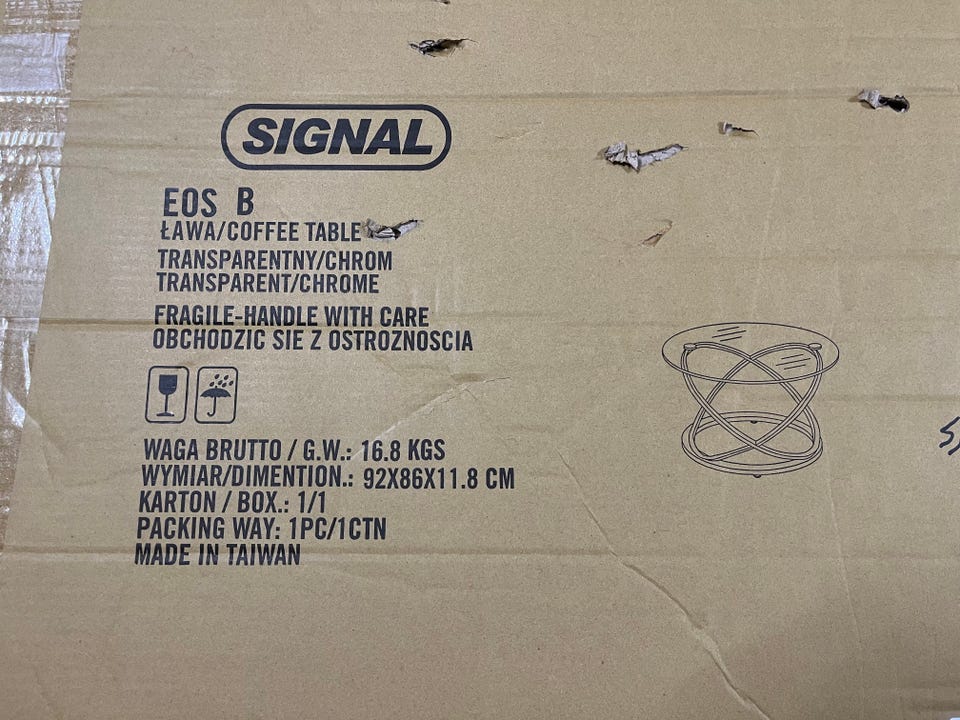 SIGNAL
EOS B
ŁAWA/COFFEE TABLE
TRANSPARENTNY/CHROM
TRANSPARENT/CHROME
FRAGILE-HANDLE WITH CARE
OBCHODZIC SIE Z OSTROZNOSCIA
WAGA BRUTTO / G.W.: 16.8 KGS
WYMIAR/DIMENTION.: 92X86X11.8 CM
KARTON / BOX.: 1/1
PACKING WAY: 1PC/1CTN
MADE IN TAIWAN